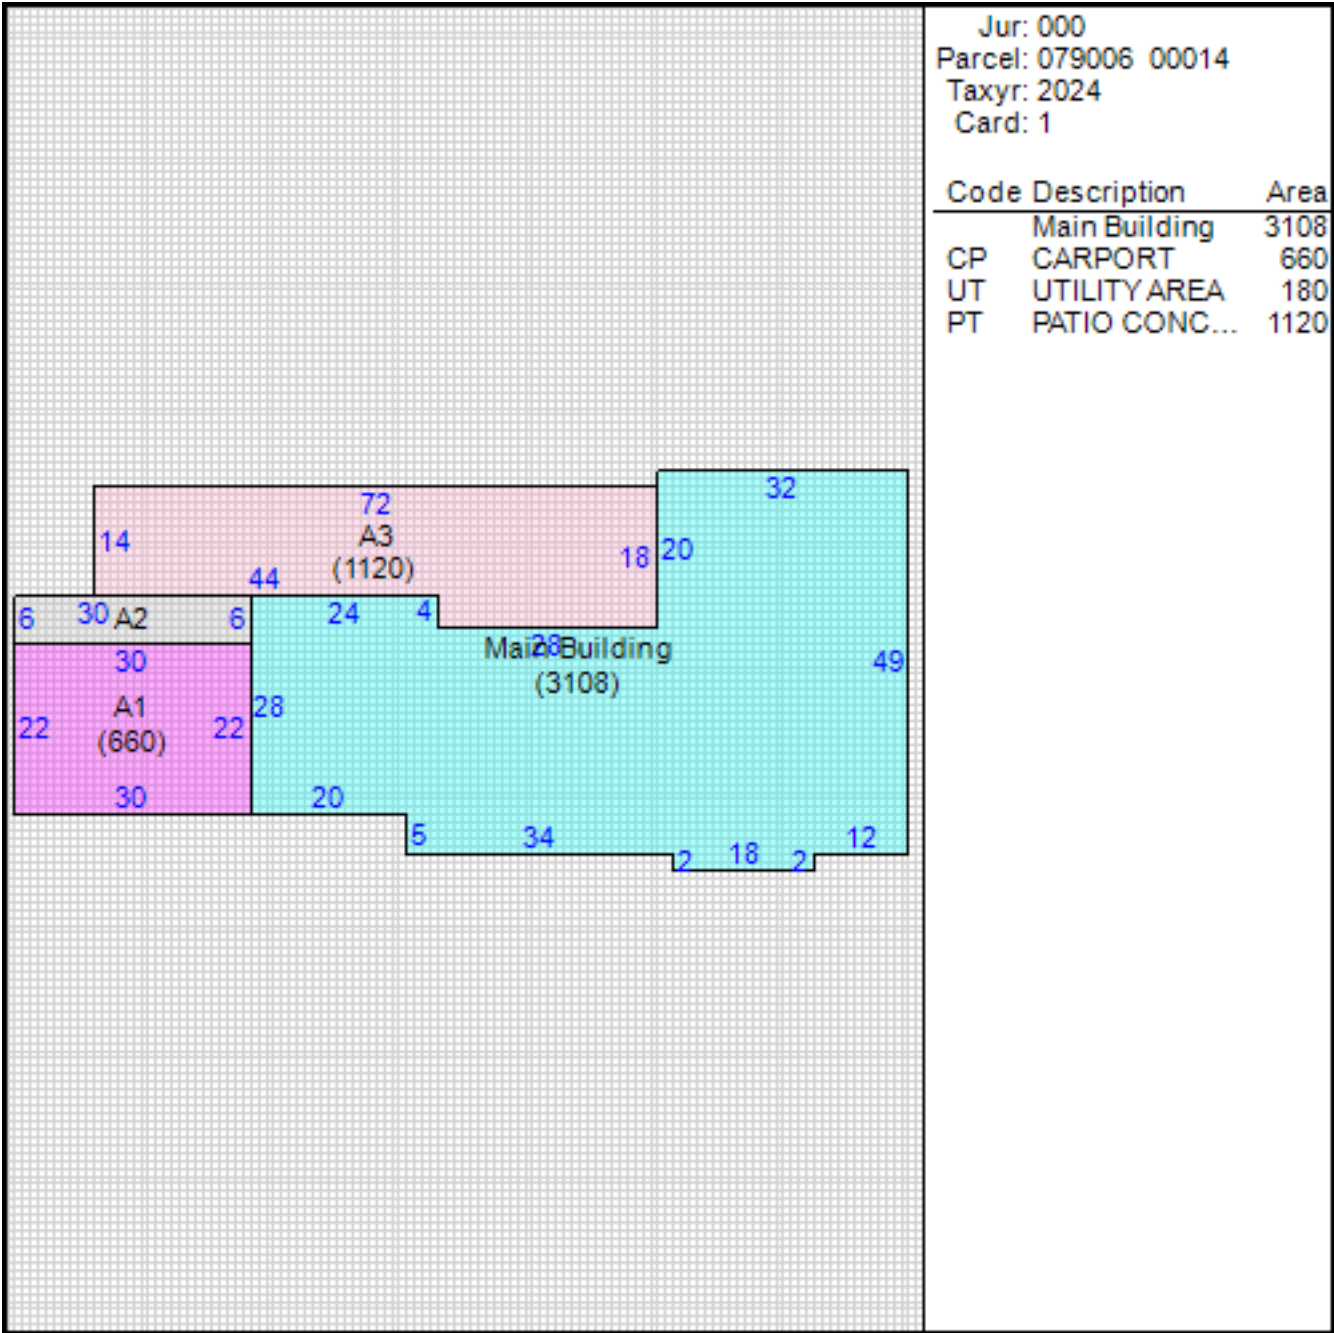 Jur: 000
Parcel: 079006 00014
Taxyr: 2024
Card: 1
Code Description Area
Main Building 3108
CP CARPORT 660
UT UTILITY AREA 180
PT PATIO CONC... 1120
32
72
14
A3
18
20
(1120)
44
6
30
A2
6
24
4
28
Main Building
(3108)
49
30
A1
(660)
22
22
28
30
20
5
34
2
18
2
12